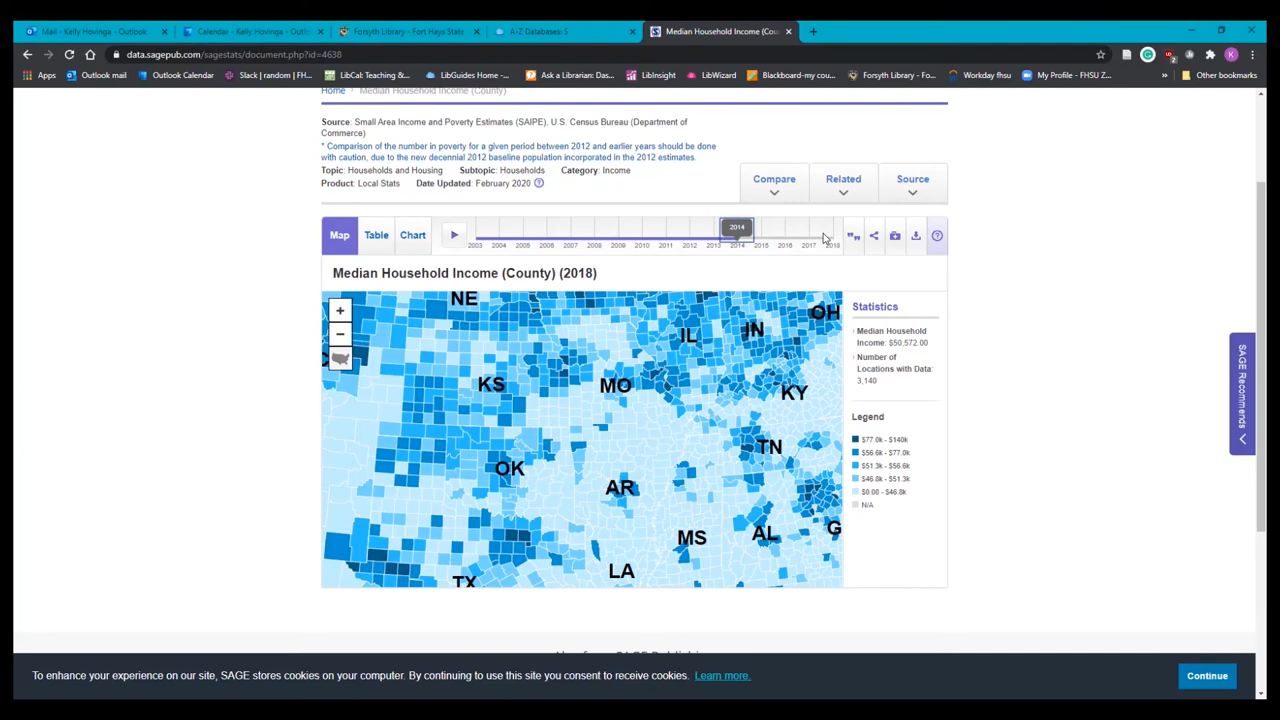 Mail - Kelly Hovinga - Outlook
Calendar - Kelly Hovinga - Outlo
Forsyth Library - Fort Hays Stat
A-Z Databases: S
Median Household Income (Cou
data.sagepub.com/sagestats/document.php?id=4638
K
Apps
Outlook mail
Outlook Calendar
Slack | random | FH...
LibCal: Teaching &...
LibGuides Home -...
Ask a Librarian: Das...
LibInsight
LibWizard
Blackboard-my cou...
Forsyth Library - Fo...
Workday fhsu
My Profile - FHSU Z...
»
Other bookmarks
Home › Median Household Income (County)
Source: Small Area Income and Poverty Estimates (SAIPE), U.S. Census Bureau (Department of
Commerce)
* Comparison of the number in poverty for a given period between 2012 and earlier years should be done
with caution, due to the new decennial 2012 baseline population incorporated in the 2012 estimates.
Topic: Households and Housing Subtopic: Households Category: Income
Product: Local Stats Date Updated: February 2020 ?
Compare
Related
Source
Map
Table
Chart
2014
2003 2004 2005 2006 2007 2008 2009 2010 2011 2012 2013 2014 2015 2016 2017 2018
?
Median Household Income (County) (2018)
+
−
NE
IL
IN
OH
KS
MO
KY
OK
AR
TN
MS
AL
G
TX
LA
C
Statistics
› Median Household
Income: $50,572.00
› Number of
Locations with Data:
3,140
Legend
$77.0k - $140k
$56.6k - $77.0k
$51.3k - $56.6k
$46.8k - $51.3k
$0.00 - $46.8k
N/A
SAGE Recommends
To enhance your experience on our site, SAGE stores cookies on your computer. By continuing to use this site you consent to receive cookies. Learn more.
Continue